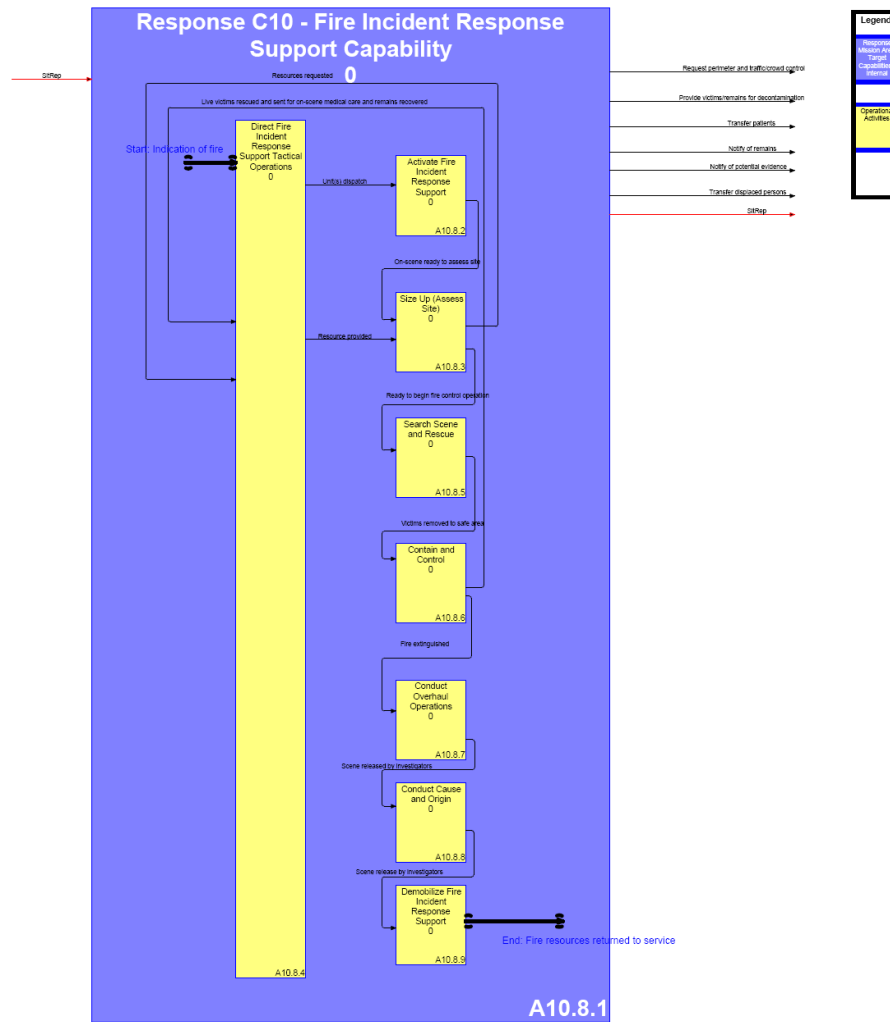 Response C10 - Fire Incident Response
Support Capability
0
SitRep
Resources requested
Live victims rescued and sent for on-scene medical care and remains recovered
Start: Indication of fire
Direct Fire
Incident
Response
Support Tactical
Operations
0
A10.8.4
Unit(s) dispatch
Activate Fire
Incident
Response
Support
0
A10.8.2
On-scene ready to assess site
Size Up (Assess
Site)
0
A10.8.3
Resource provided
Ready to begin fire control operation
Search Scene
and Rescue
0
A10.8.5
Victims removed to safe area
Contain and
Control
0
A10.8.6
Fire extinguished
Conduct
Overhaul
Operations
0
A10.8.7
Scene released by Investigators
Conduct Cause
and Origin
0
A10.8.8
Scene release by Investigators
Demobilize Fire
Incident
Response
Support
0
A10.8.9
End: Fire resources returned to service
A10.8.1
Request perimeter and traffic/crowd control
Provide victims/remains for decontamination
Transfer patients
Notify of remains
Notify of potential evidence
Transfer displaced persons
SitRep
Legend
Response
Mission Are
Target
Capabilities
Internal
Operational
Activities